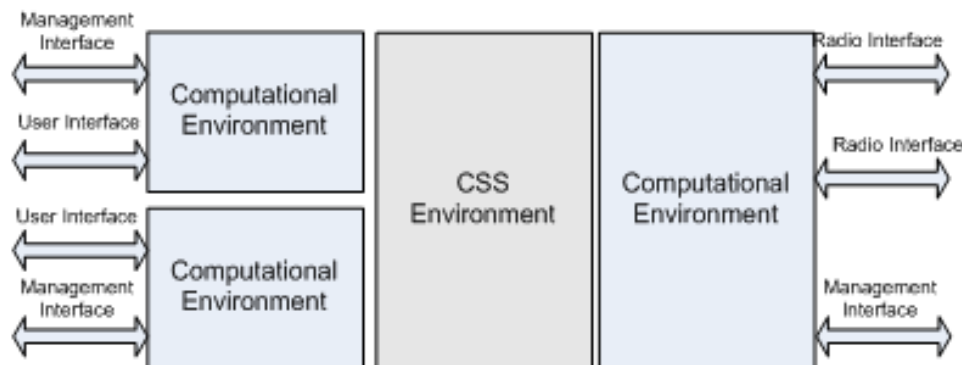 Management
Interface
User Interface
Computational
Environment
User Interface
Management
Interface
Computational
Environment
CSS
Environment
Computational
Environment
Radio Interface
Radio Interface
Management
Interface